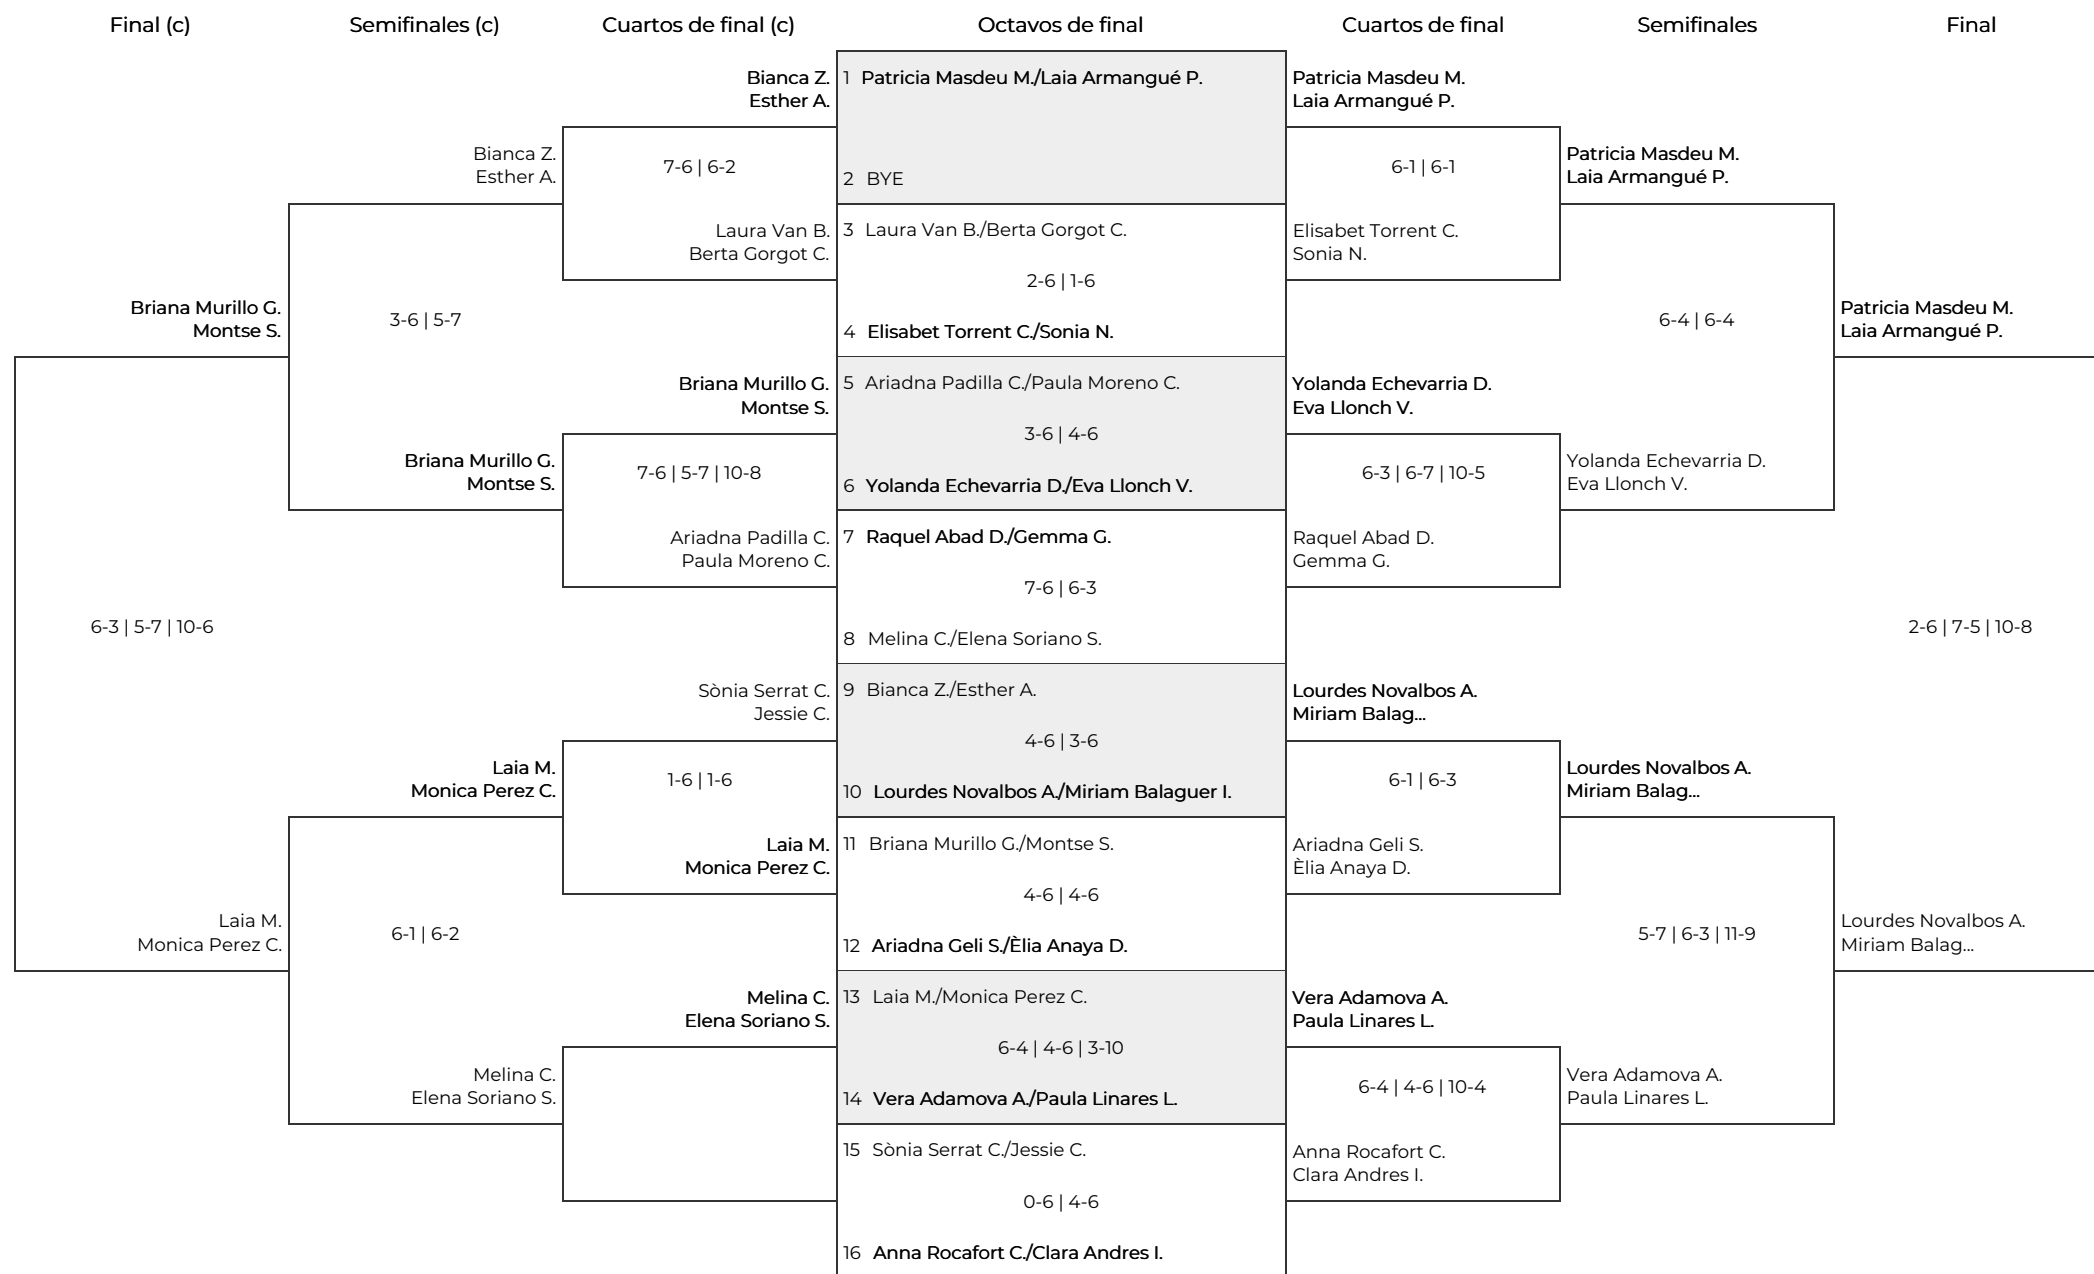 Final (c)
Semifinales (c)
Cuartos de final (c)
Octavos de final
Cuartos de final
Semifinales
Final
Briana Murillo G.
Montse S.
6-3 | 5-7 | 10-6
Laia M.
Monica Perez C.
Bianca Z.
Esther A.
3-6 | 5-7
Briana Murillo G.
Montse S.
Laia M.
Monica Perez C.
6-1 | 6-2
Melina C.
Elena Soriano S.
Bianca Z.
Esther A.
7-6 | 6-2
Laura Van B.
Berta Gorgot C.
Briana Murillo G.
Montse S.
7-6 | 5-7 | 10-8
Ariadna Padilla C.
Paula Moreno C.
Sònia Serrat C.
Jessie C.
1-6 | 1-6
Laia M.
Monica Perez C.
Melina C.
Elena Soriano S.
1 Patricia Masdeu M./Laia Armangué P.
2 BYE
3 Laura Van B./Berta Gorgot C.
2-6 | 1-6
4 Elisabet Torrent C./Sonia N.
5 Ariadna Padilla C./Paula Moreno C.
3-6 | 4-6
6 Yolanda Echevarria D./Eva Llonch V.
7 Raquel Abad D./Gemma G.
7-6 | 6-3
8 Melina C./Elena Soriano S.
9 Bianca Z./Esther A.
4-6 | 3-6
10 Lourdes Novalbos A./Miriam Balaguer I.
11 Briana Murillo G./Montse S.
4-6 | 4-6
12 Ariadna Geli S./Èlia Anaya D.
13 Laia M./Monica Perez C.
6-4 | 4-6 | 3-10
14 Vera Adamova A./Paula Linares L.
15 Sònia Serrat C./Jessie C.
0-6 | 4-6
16 Anna Rocafort C./Clara Andres I.
Patricia Masdeu M.
Laia Armangué P.
6-1 | 6-1
Elisabet Torrent C.
Sonia N.
Yolanda Echevarria D.
Eva Llonch V.
6-3 | 6-7 | 10-5
Raquel Abad D.
Gemma G.
Lourdes Novalbos A.
Miriam Balag...
6-1 | 6-3
Ariadna Geli S.
Èlia Anaya D.
Vera Adamova A.
Paula Linares L.
6-4 | 4-6 | 10-4
Anna Rocafort C.
Clara Andres I.
Patricia Masdeu M.
Laia Armangué P.
6-4 | 6-4
Yolanda Echevarria D.
Eva Llonch V.
Lourdes Novalbos A.
Miriam Balag...
5-7 | 6-3 | 11-9
Vera Adamova A.
Paula Linares L.
Patricia Masdeu M.
Laia Armangué P.
2-6 | 7-5 | 10-8
Lourdes Novalbos A.
Miriam Balag...